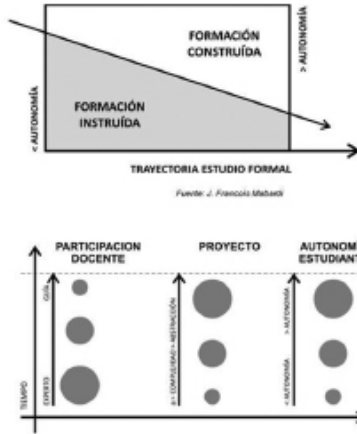 FORMACIÓN
CONSTRUÍDA
FORMACIÓN
INSTRUÍDA
< AUTONOMÍA
> AUTONOMÍA
TRAYECTORIA ESTUDIO FORMAL
Fuente: J. Francois Mabardi
PARTICIPACION
DOCENTE
PROYECTO
AUTONOM
ESTUDIANT
EXPERTO
GUÍA
+ ABSTRACCIÓN
< AUTONOMÍA
> AUTONOMÍA
TIEMPO